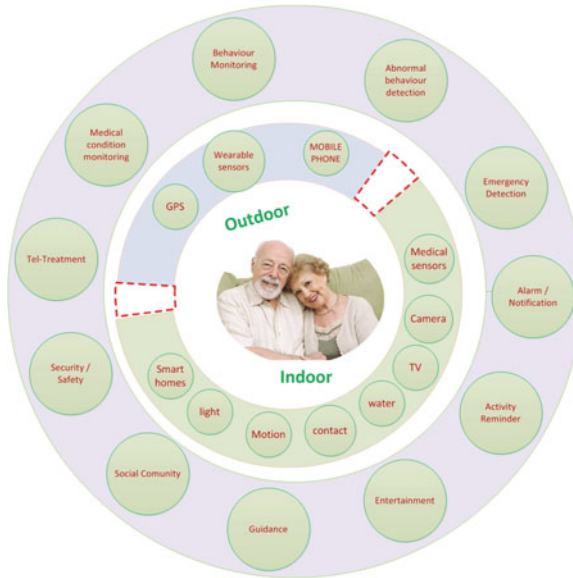 Behaviour
Monitoring
Abnormal
behaviour
detection
Medical
condition
monitoring
Wearable
sensors
MOBILE
PHONE
Emergency
Detection
GPS
Outdoor
Tel-Treatment
Medical
sensors
Alarm /
Notification
Camera
Security /
Safety
Smart
homes
Indoor
TV
light
water
Activity
Reminder
Motion
contact
Social Comunity
Entertainment
Guidance